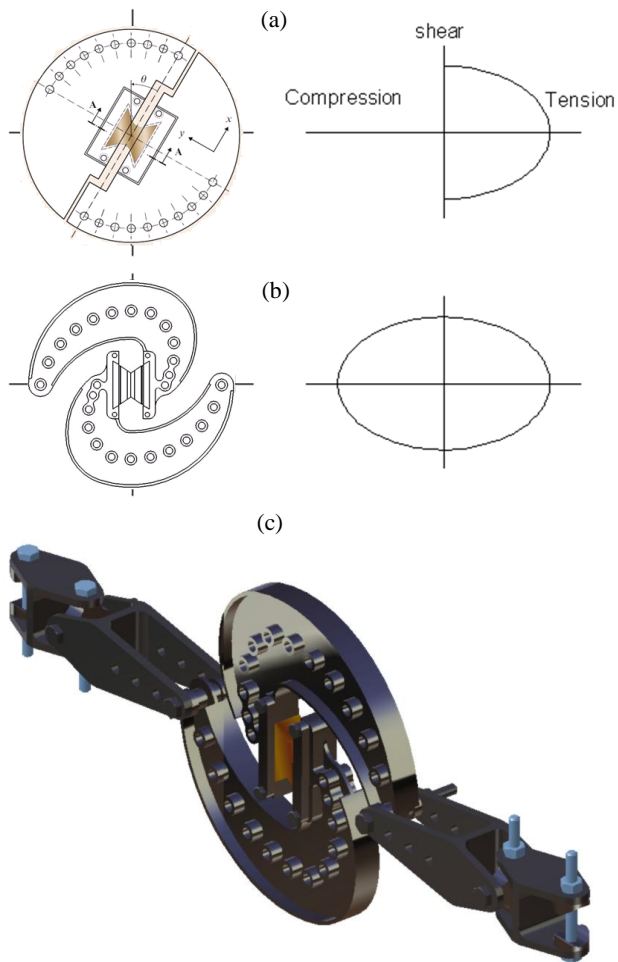 (a)
shear
Compression
Tension
θ
A
x
y
A
(b)
(c)